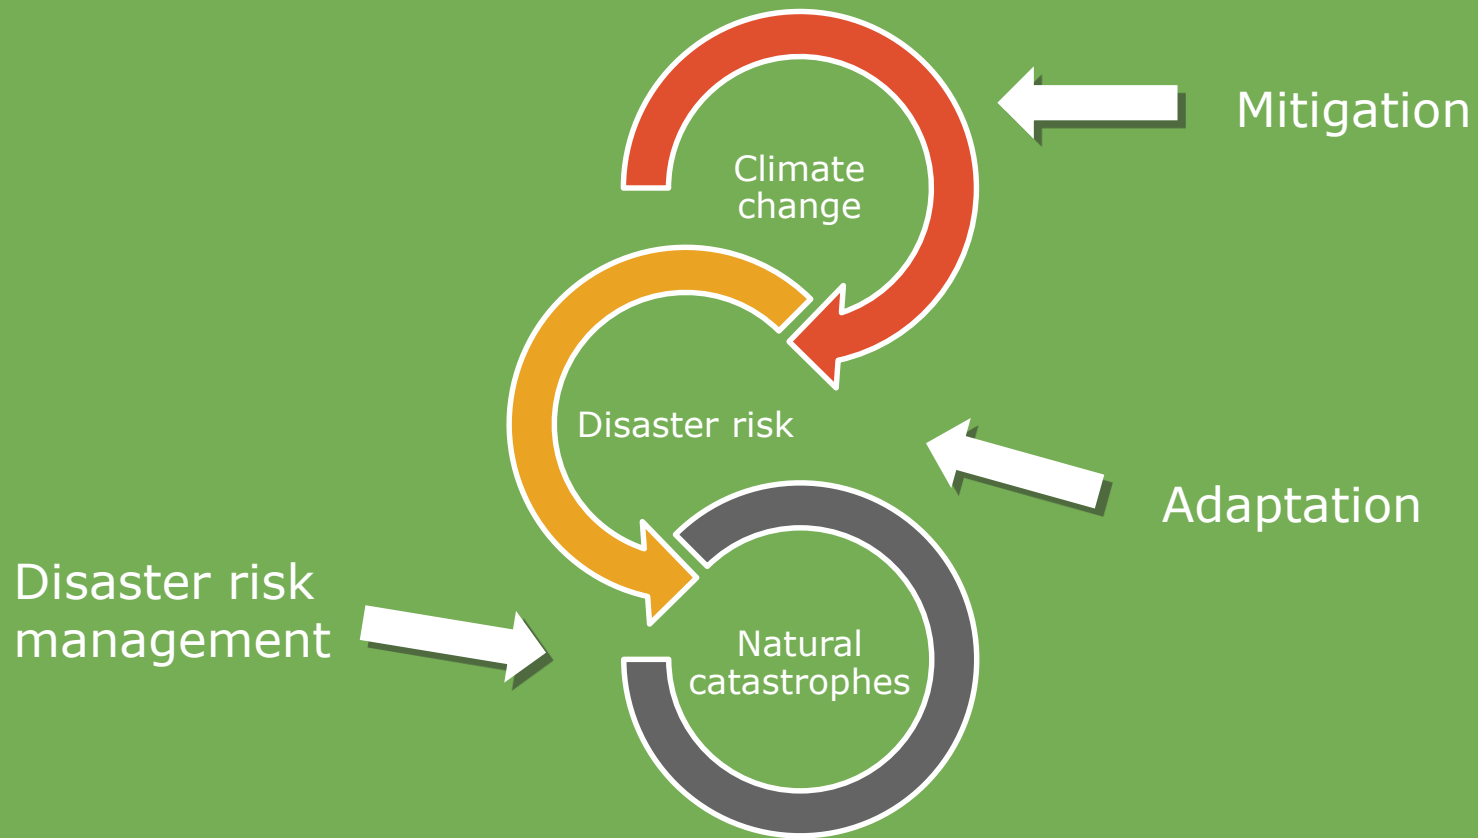 Mitigation
Climate
change
Disaster risk
Adaptation
Disaster risk
management
Natural
catastrophes